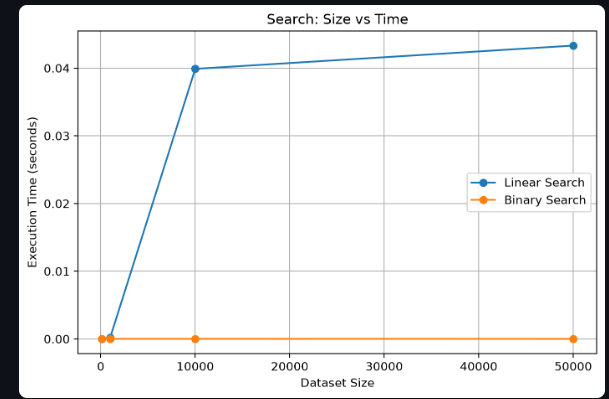 Search: Size vs Time
Execution Time (seconds)
0.04
0.03
0.02
0.01
0.00
Linear Search
Binary Search
0 10000 20000 30000 40000 50000
Dataset Size